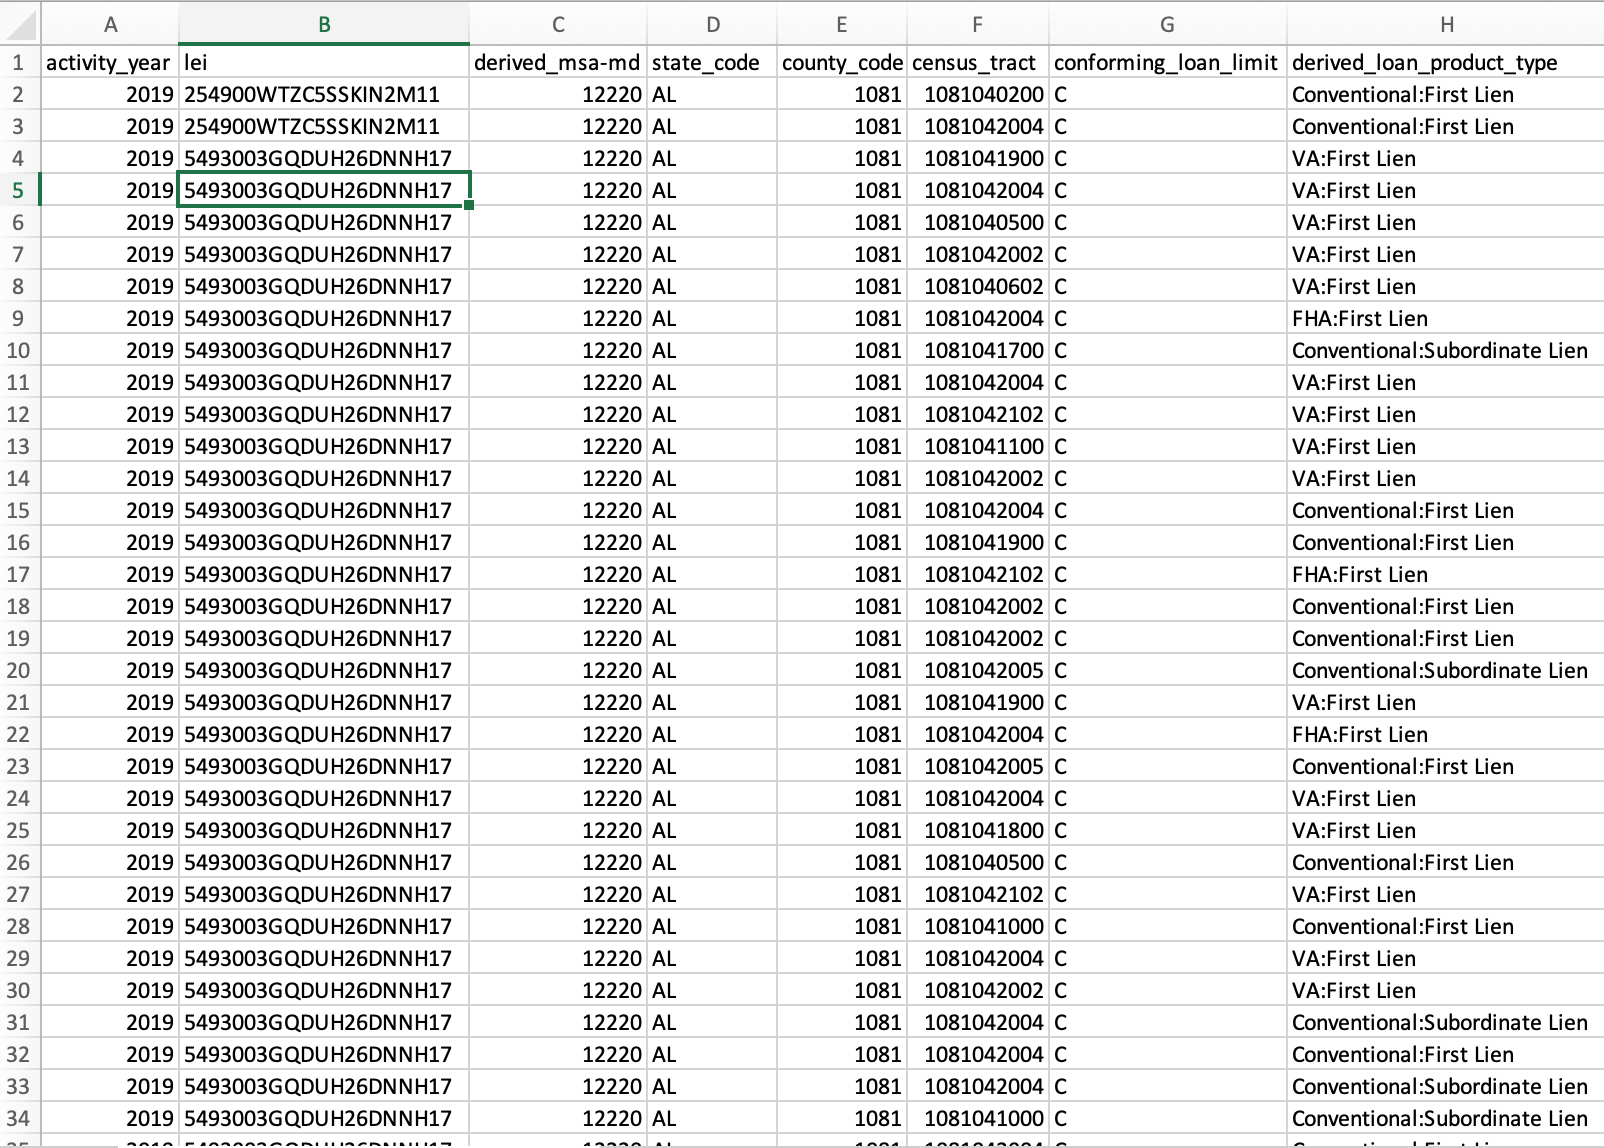 A B C D E F G H
1 activity_year lei derived_msa-md state_code county_code census_tract conforming_loan_limit derived_loan_product_type
2 2019 254900WTZC5SSKIN2M11 12220 AL 1081 1081040200 C Conventional:First Lien
3 2019 254900WTZC5SSKIN2M11 12220 AL 1081 1081042004 C Conventional:First Lien
4 2019 5493003GQDUH26DNNH17 12220 AL 1081 1081041900 C VA:First Lien
5 2019 5493003GQDUH26DNNH17 12220 AL 1081 1081042004 C VA:First Lien
6 2019 5493003GQDUH26DNNH17 12220 AL 1081 1081040500 C VA:First Lien
7 2019 5493003GQDUH26DNNH17 12220 AL 1081 1081042002 C VA:First Lien
8 2019 5493003GQDUH26DNNH17 12220 AL 1081 1081040602 C VA:First Lien
9 2019 5493003GQDUH26DNNH17 12220 AL 1081 1081042004 C FHA:First Lien
10 2019 5493003GQDUH26DNNH17 12220 AL 1081 1081041700 C Conventional:Subordinate Lien
11 2019 5493003GQDUH26DNNH17 12220 AL 1081 1081042004 C VA:First Lien
12 2019 5493003GQDUH26DNNH17 12220 AL 1081 1081042102 C VA:First Lien
13 2019 5493003GQDUH26DNNH17 12220 AL 1081 1081041100 C VA:First Lien
14 2019 5493003GQDUH26DNNH17 12220 AL 1081 1081042002 C VA:First Lien
15 2019 5493003GQDUH26DNNH17 12220 AL 1081 1081042004 C Conventional:First Lien
16 2019 5493003GQDUH26DNNH17 12220 AL 1081 1081041900 C Conventional:First Lien
17 2019 5493003GQDUH26DNNH17 12220 AL 1081 1081042102 C FHA:First Lien
18 2019 5493003GQDUH26DNNH17 12220 AL 1081 1081042002 C Conventional:First Lien
19 2019 5493003GQDUH26DNNH17 12220 AL 1081 1081042002 C Conventional:First Lien
20 2019 5493003GQDUH26DNNH17 12220 AL 1081 1081042005 C Conventional:Subordinate Lien
21 2019 5493003GQDUH26DNNH17 12220 AL 1081 1081041900 C VA:First Lien
22 2019 5493003GQDUH26DNNH17 12220 AL 1081 1081042004 C FHA:First Lien
23 2019 5493003GQDUH26DNNH17 12220 AL 1081 1081042005 C Conventional:First Lien
24 2019 5493003GQDUH26DNNH17 12220 AL 1081 1081042004 C VA:First Lien
25 2019 5493003GQDUH26DNNH17 12220 AL 1081 1081041800 C VA:First Lien
26 2019 5493003GQDUH26DNNH17 12220 AL 1081 1081040500 C Conventional:First Lien
27 2019 5493003GQDUH26DNNH17 12220 AL 1081 1081042102 C VA:First Lien
28 2019 5493003GQDUH26DNNH17 12220 AL 1081 1081041000 C Conventional:First Lien
29 2019 5493003GQDUH26DNNH17 12220 AL 1081 1081042004 C VA:First Lien
30 2019 5493003GQDUH26DNNH17 12220 AL 1081 1081042002 C VA:First Lien
31 2019 5493003GQDUH26DNNH17 12220 AL 1081 1081042004 C Conventional:Subordinate Lien
32 2019 5493003GQDUH26DNNH17 12220 AL 1081 1081042004 C Conventional:First Lien
33 2019 5493003GQDUH26DNNH17 12220 AL 1081 1081042004 C Conventional:Subordinate Lien
34 2019 5493003GQDUH26DNNH17 12220 AL 1081 1081041000 C Conventional:Subordinate Lien